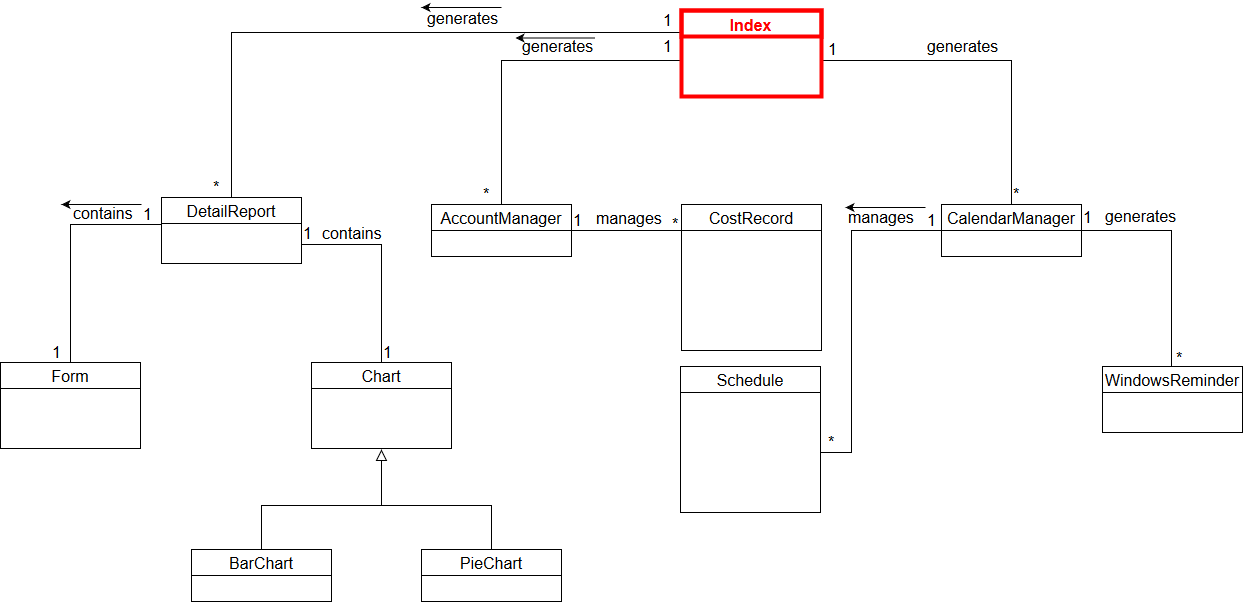 generates
1
Index
generates
1
1
generates
*
*
*
contains 1
DetailReport
1 contains
AccountManager
1 manages *
CostRecord
manages 1
CalendarManager
1 generates
1
Form
1
Chart
Schedule
*
*
WindowsReminder
BarChart
PieChart